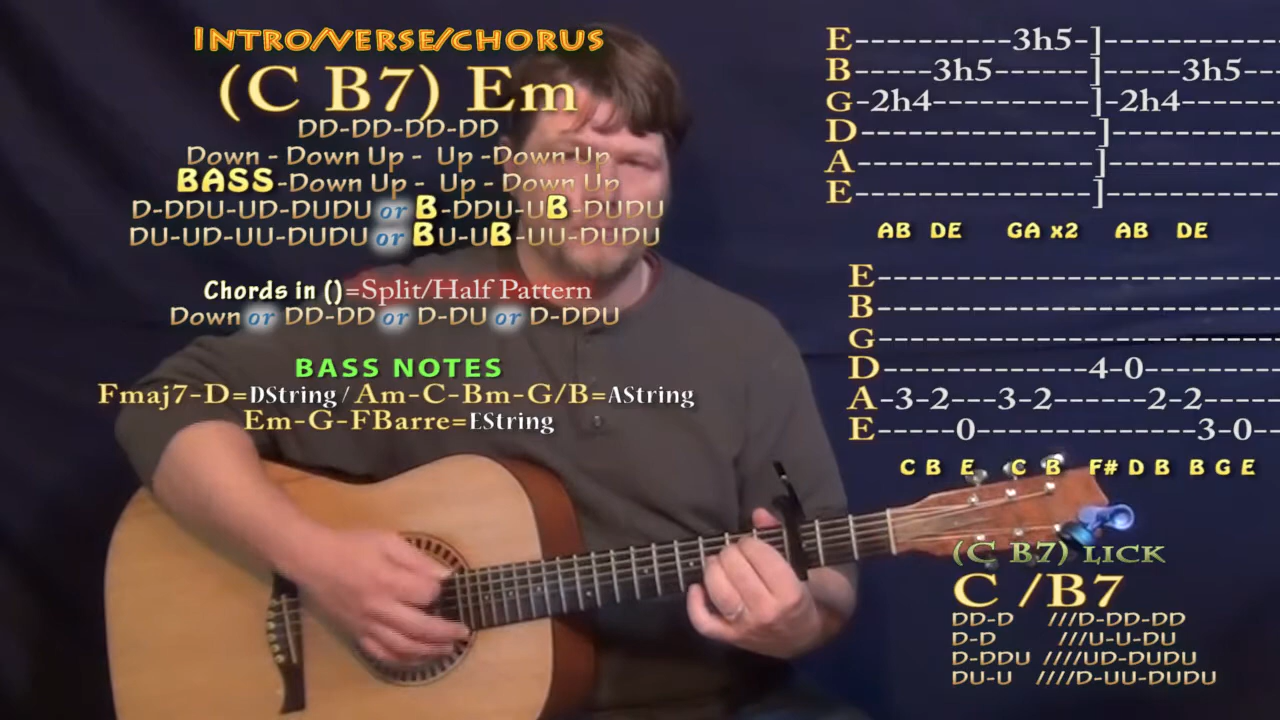 Intro/verse/chorus
(C B7) Em
DD-DD-DD-DD
Down - Down Up - Up -Down Up
BASS-Down Up - Up - Down Up
D-DDU-UD-DUDU or B-DDU-UB-DUDU
DU-UD-UU-DUDU or BU-UB-UU-DUDU
Chords in ()=Split/Half Pattern
Down or DD-DD or D-DU or D-DDU
BASS NOTES
Fmaj7-D=DString / Am-C-Bm-G/B=AString
Em-G-FBarre=EString
E-----------3h5-]------------
B-----3h5------]------3h5--
G-2h4----------]-2h4-------
D----------------]------------
A----------------]------------
E----------------]------------
AB DE GA x2 AB DE
E-----------------------------
B-----------------------------
G-----------------------------
D----------------4-0---------
A-3-2---3-2-------2-2-----
E-----0----------------3-0--
C B E C B F# D B B G E
(C B7) lick
C /B7
DD-D ///D-DD-DD
D-D ///U-U-DU
D-DDU ////UD-DUDU
DU-U ////D-UU-DUDU